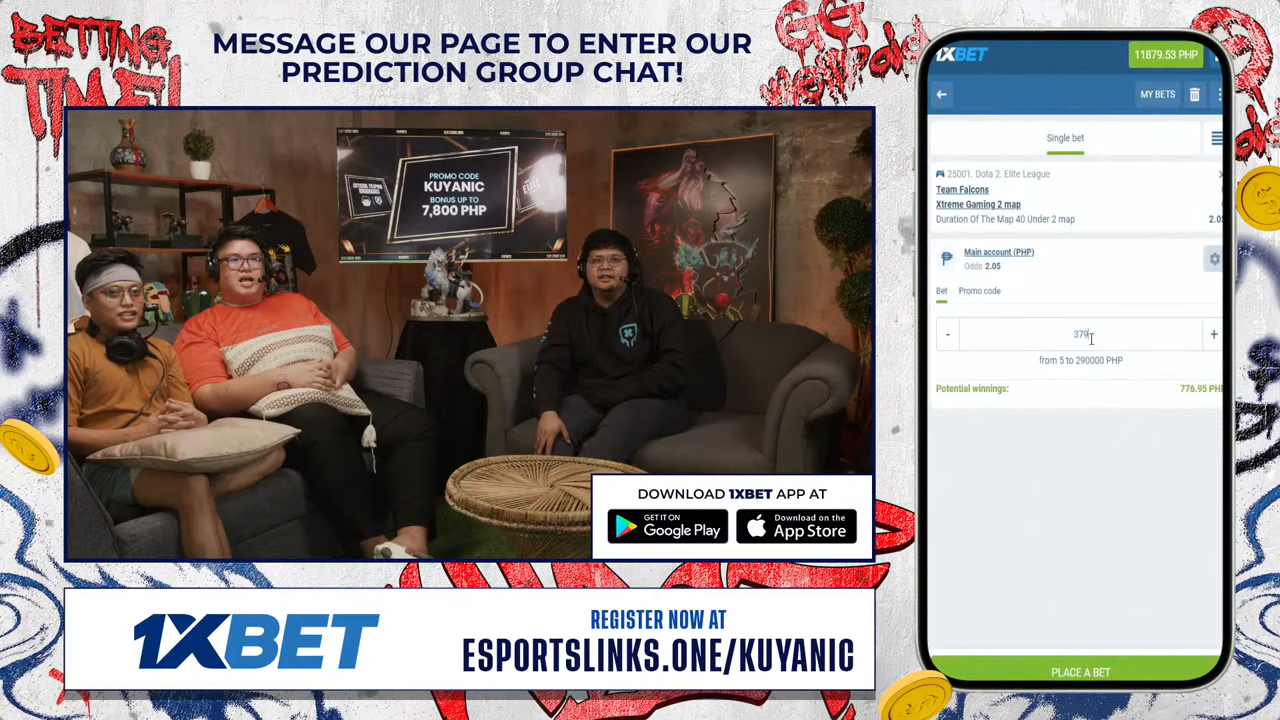 BETTING
TIME!
MESSAGE OUR PAGE TO ENTER OUR
PREDICTION GROUP CHAT!
GG
PROMO CODE
KUYANIC
BONUS UP TO
7,800 PHP
DOWNLOAD 1XBET APP AT
GET IT ON
Google Play
Download on the
App Store
1XBET
REGISTER NOW AT
ESPORTSLINKS.ONE/KUYANIC
1XBET
11879.53 PHP
MY BETS
Single bet
25001. Dota 2. Elite League
Team Falcons
Xtreme Gaming 2 map
Duration Of The Map 40 Under 2 map
2.05
Main account (PHP)
Odds 2.05
Bet
Promo code
-
379
+
from 5 to 290000 PHP
Potential winnings:
776.95 PHP
PLACE A BET